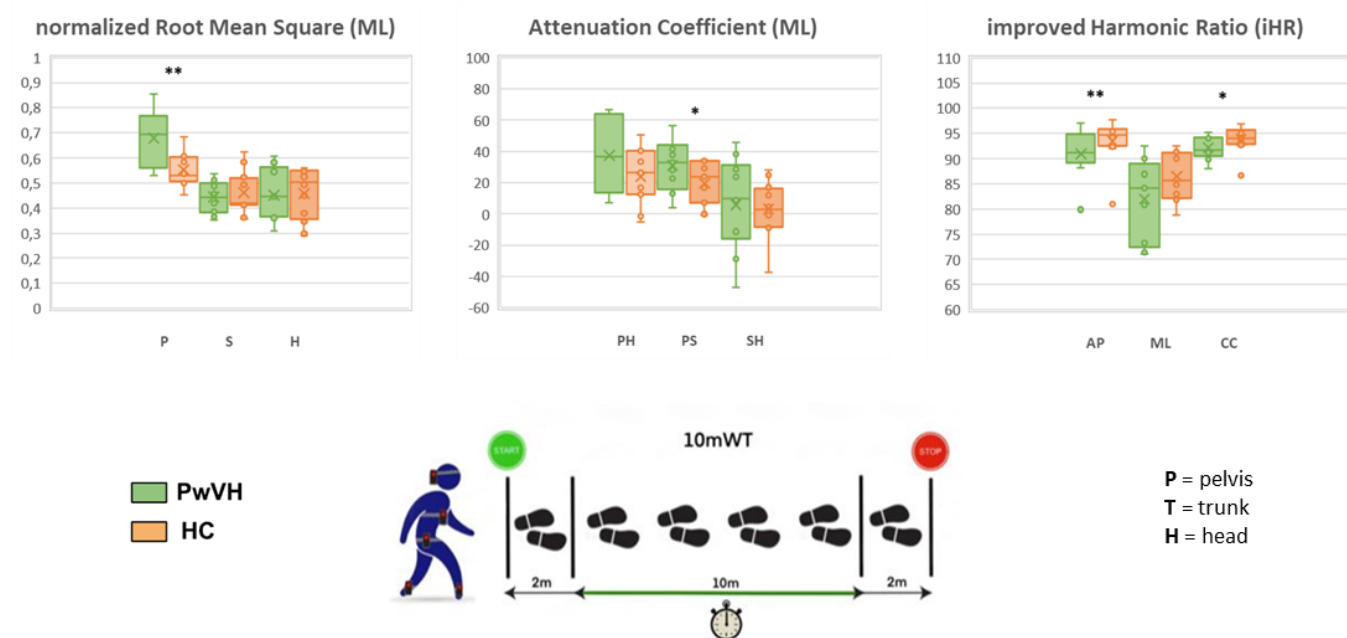 normalized Root Mean Square (ML)
1
0,9
0,8
0,7
0,6
0,5
0,4
0,3
0,2
0,1
0
**
P S H
Attenuation Coefficient (ML)
100
80
60
40
20
0
-20
-40
-60
*
PH PS SH
improved Harmonic Ratio (iHR)
110
105
100
95
90
85
80
75
70
65
60
** *
AP ML CC
PwVH
HC
10mWT
START
STOP
2m 10m 2m
P = pelvis
T = trunk
H = head